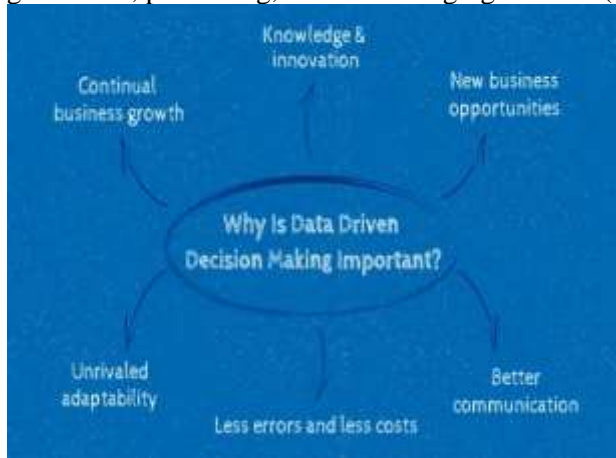 Knowledge &
innovation
Continual
business growth
New business
opportunities
Why Is Data Driven
Decision Making Important?
Unrivaled
adaptability
Better
communication
Less errors and less costs